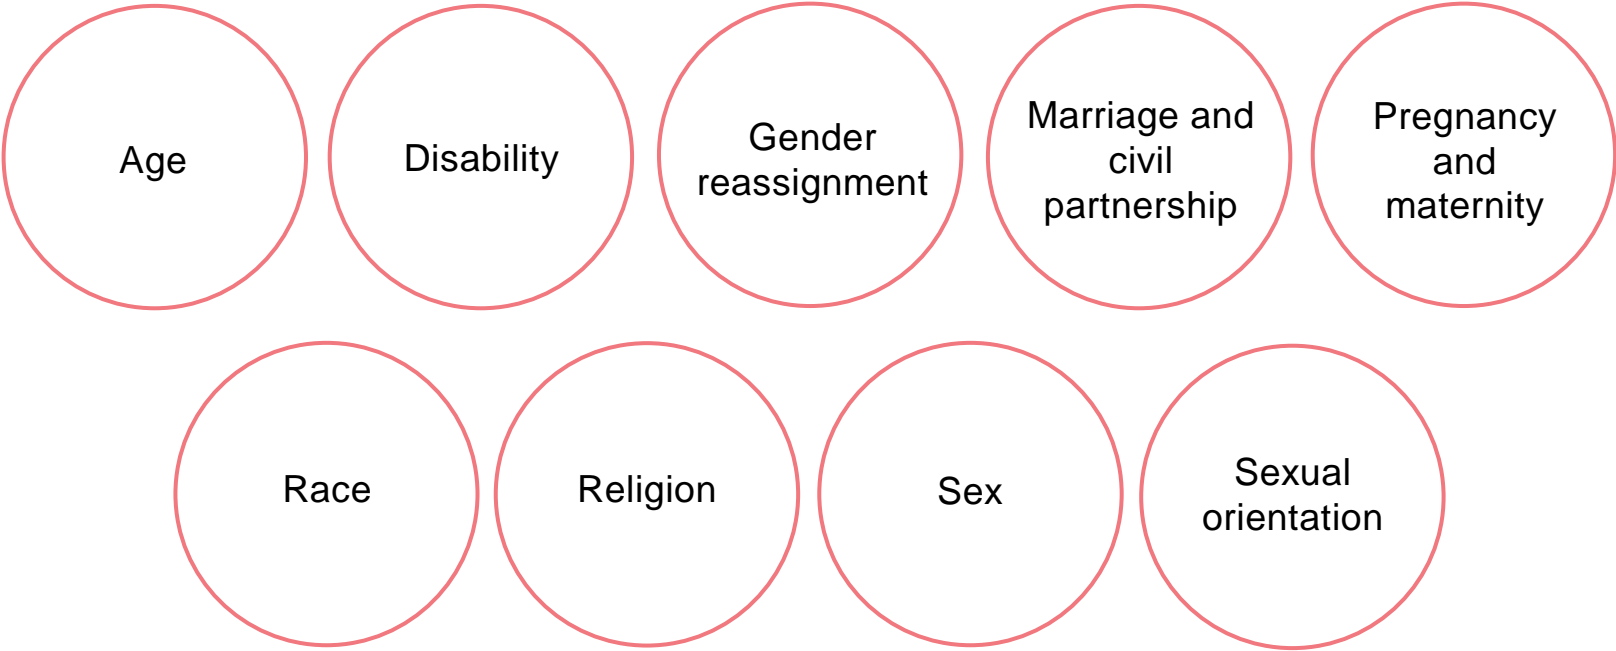 Age
Disability
Gender
reassignment
Marriage and
civil
partnership
Pregnancy
and
maternity
Race
Religion
Sex
Sexual
orientation